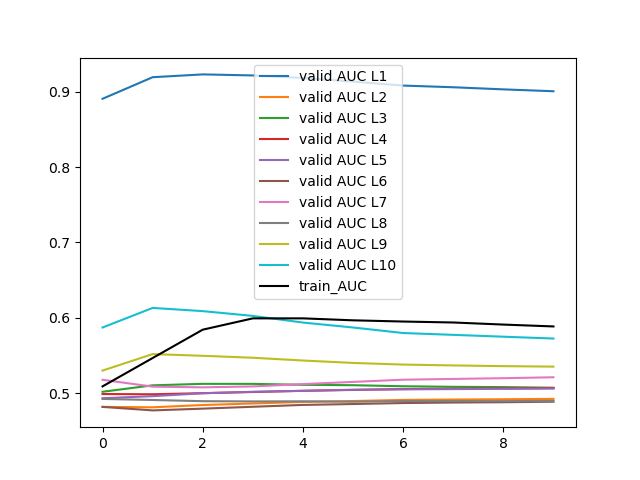 0.9
0.8
0.7
0.6
0.5
0 2 4 6 8
valid AUC L1
valid AUC L2
valid AUC L3
valid AUC L4
valid AUC L5
valid AUC L6
valid AUC L7
valid AUC L8
valid AUC L9
valid AUC L10
train_AUC